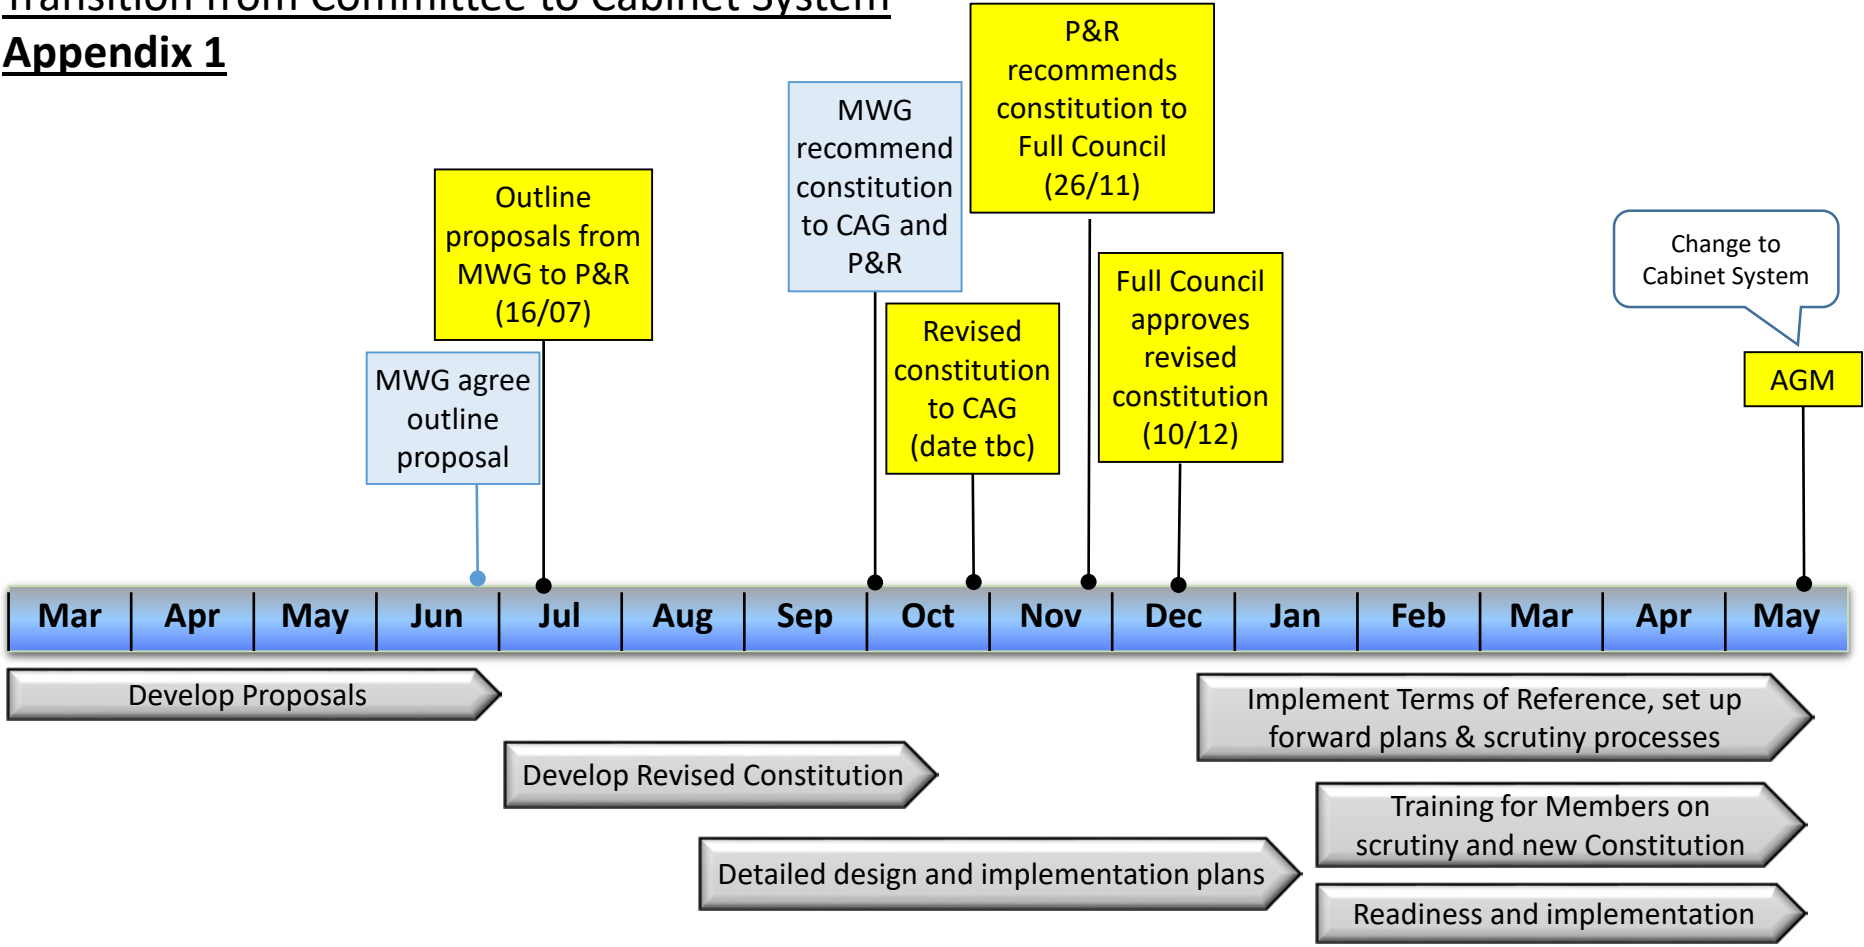 Transition from Committee to Cabinet System
Appendix 1
P&R
recommends
constitution to
Full Council
(26/11)
MWG
recommend
constitution
to CAG and
P&R
Outline
proposals from
MWG to P&R
(16/07)
Change to
Cabinet System
Full Council
approves
revised
constitution
(10/12)
Revised
constitution
to CAG
(date tbc)
MWG agree
outline
proposal
AGM
Mar Apr May Jun Jul Aug Sep Oct Nov Dec Jan Feb Mar Apr May
Develop Proposals
Implement Terms of Reference, set up
forward plans & scrutiny processes
Develop Revised Constitution
Training for Members on
scrutiny and new Constitution
Detailed design and implementation plans
Readiness and implementation